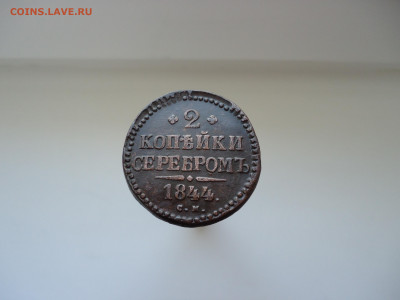 COINS.LAVE.RU
2
КОПѢЙКИ
СЕРЕБРОМЪ
1844.
С.М.